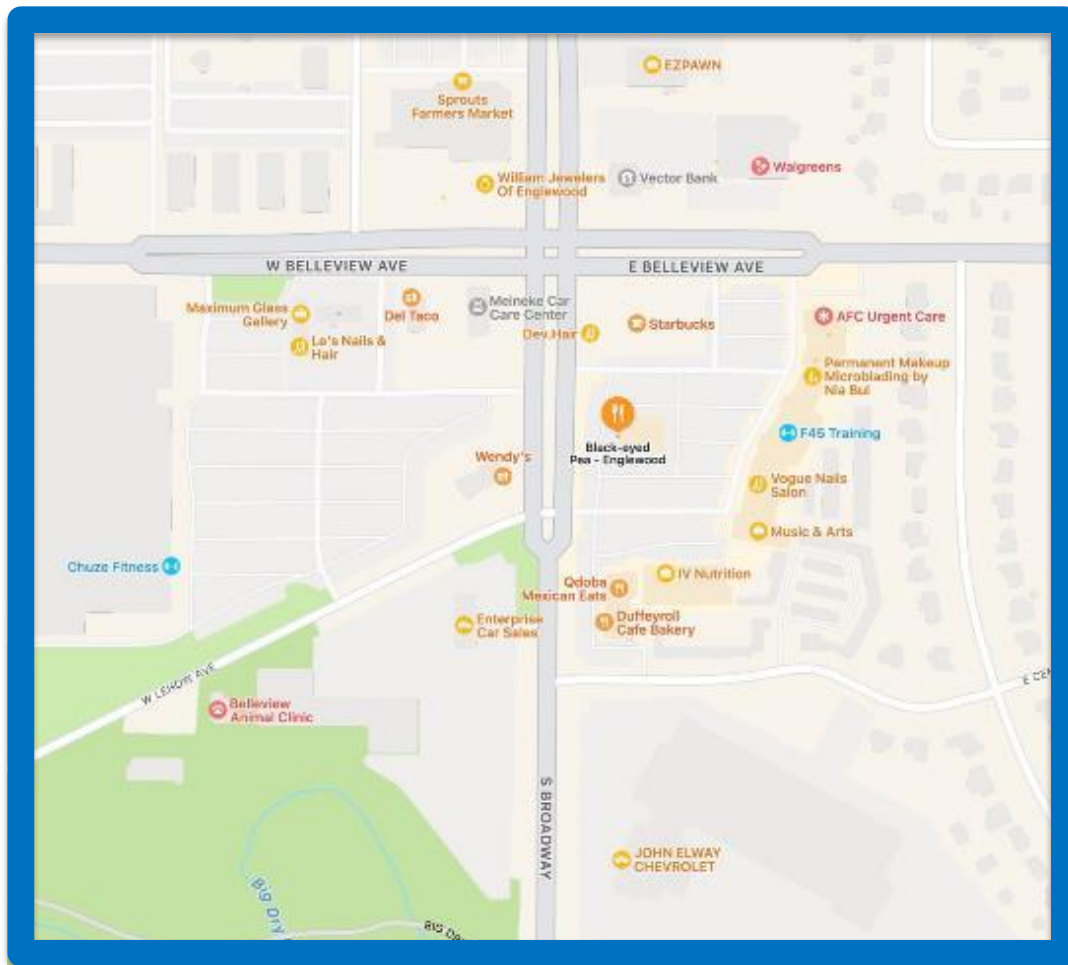 EZPAWN
Sprouts
Farmers Market
Walgreens
William Jewelers
Of Englewood
Vector Bank
W BELLEVIEW AVE
E BELLEVIEW AVE
Maximum Glass
Gallery
Del Taco
Meineke Car
Care Center
Dev.Hair
Starbucks
AFC Urgent Care
Le's Nails &
Hair
Permanent Makeup
Microblading by
Nia Bui
F45 Training
Black-eyed
Pea - Englewood
Wendy's
Vogue Nails
Salon
Music & Arts
Chuze Fitness
IV Nutrition
Qdoba
Mexican Eats
Duffeyroll
Cafe Bakery
Enterprise
Car Sales
W LEHOW AVE
E CEN
Belleview
Animal Clinic
S BROADWAY
JOHN ELWAY
CHEVROLET
BIG DRY